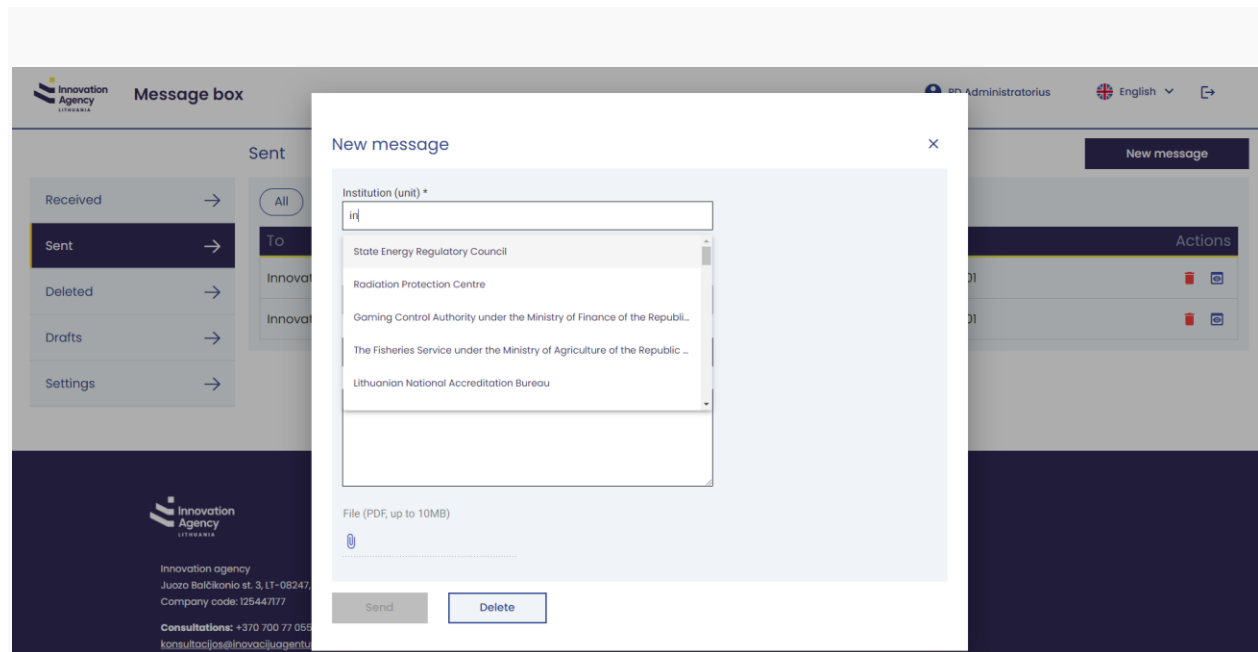 Innovation
Agency
LITHUANIA
Message box
PD Administratorius
English
New message
Sent
New message
Received
Sent
Deleted
Drafts
Settings
All
To
Actions
Innovat
01
Innovat
01
Institution (unit) *
in
State Energy Regulatory Council
Radiation Protection Centre
Gaming Control Authority under the Ministry of Finance of the Republi...
The Fisheries Service under the Ministry of Agriculture of the Republic ...
Lithuanian National Accreditation Bureau
File (PDF, up to 10MB)
Send
Delete
Innovation
Agency
LITHUANIA
Innovation agency
Juozo Balčikonio st. 3, LT-08247,
Company code: 125447177
Consultations: +370 700 77 055
konsultacijos@inovacijuagentu